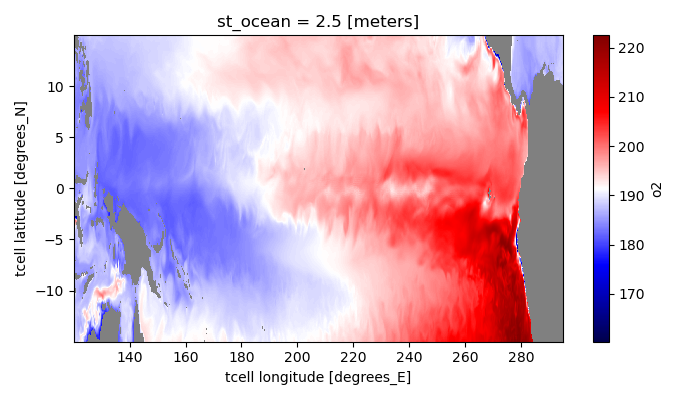 st_ocean = 2.5 [meters]
10
5
0
−5
−10
tcell latitude [degrees_N]
140 160 180 200 220 240 260 280
tcell longitude [degrees_E]
220
210
200
190
180
170
o2